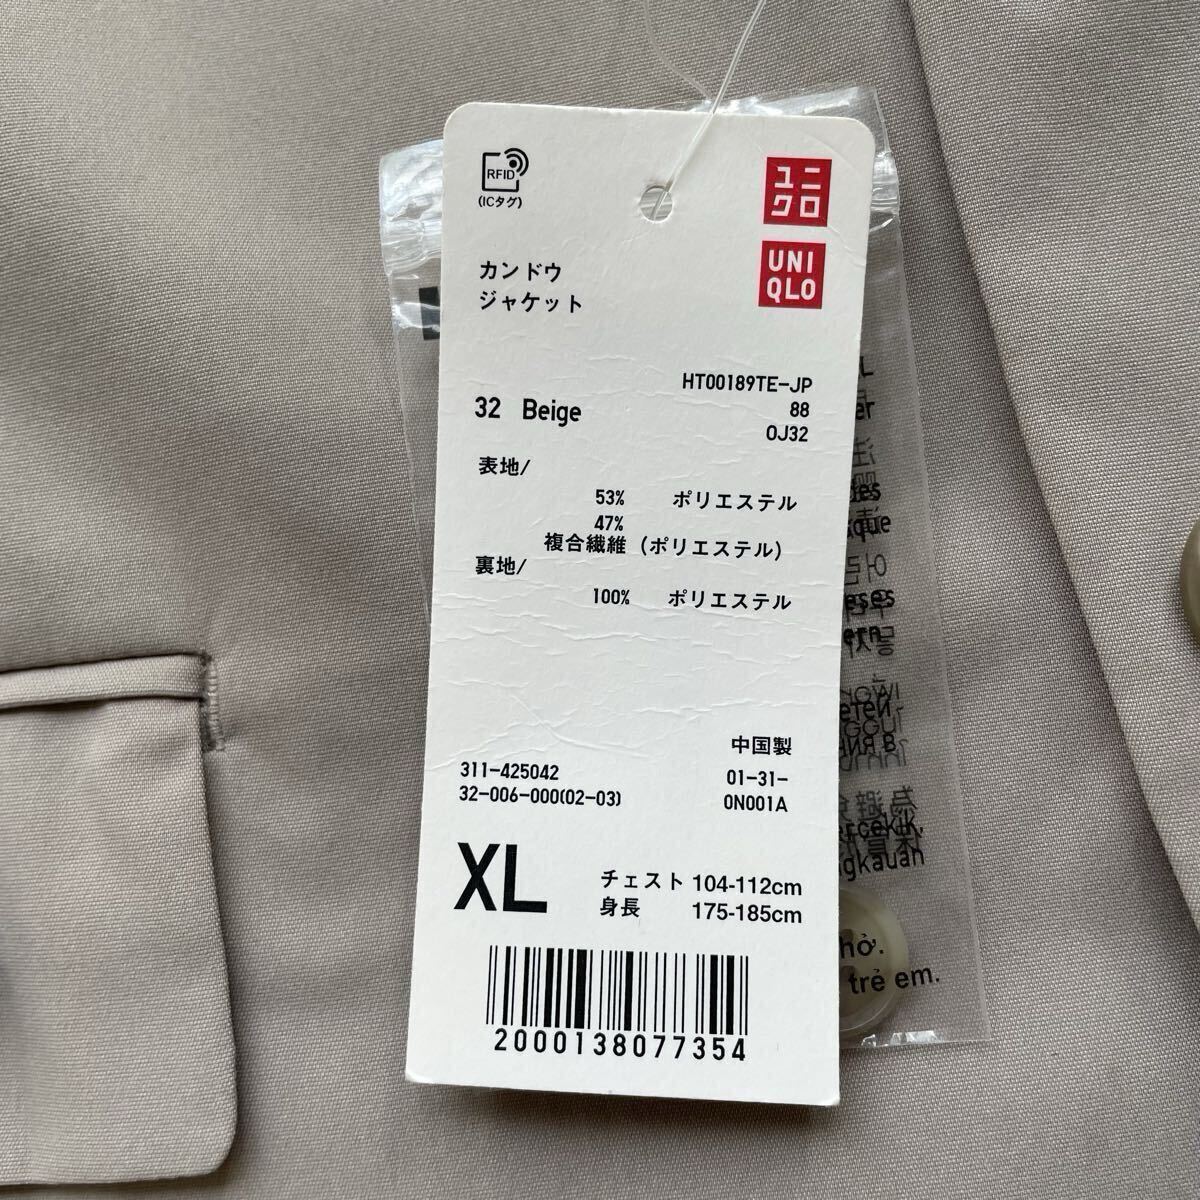 RFID
(ICタグ)
ユニ
クロ
UNI
QLO
カンドウ
ジャケット
HT00189TE-JP
32 Beige
88
0J32
表地/
53% ポリエステル
47%
複合繊維 (ポリエステル)
裏地/
100% ポリエステル
中国製
311-425042
01-31-
32-006-000(02-03)
0N001A
XL
チェスト 104-112cm
身長 175-185cm
2000138077354
trẻ em.